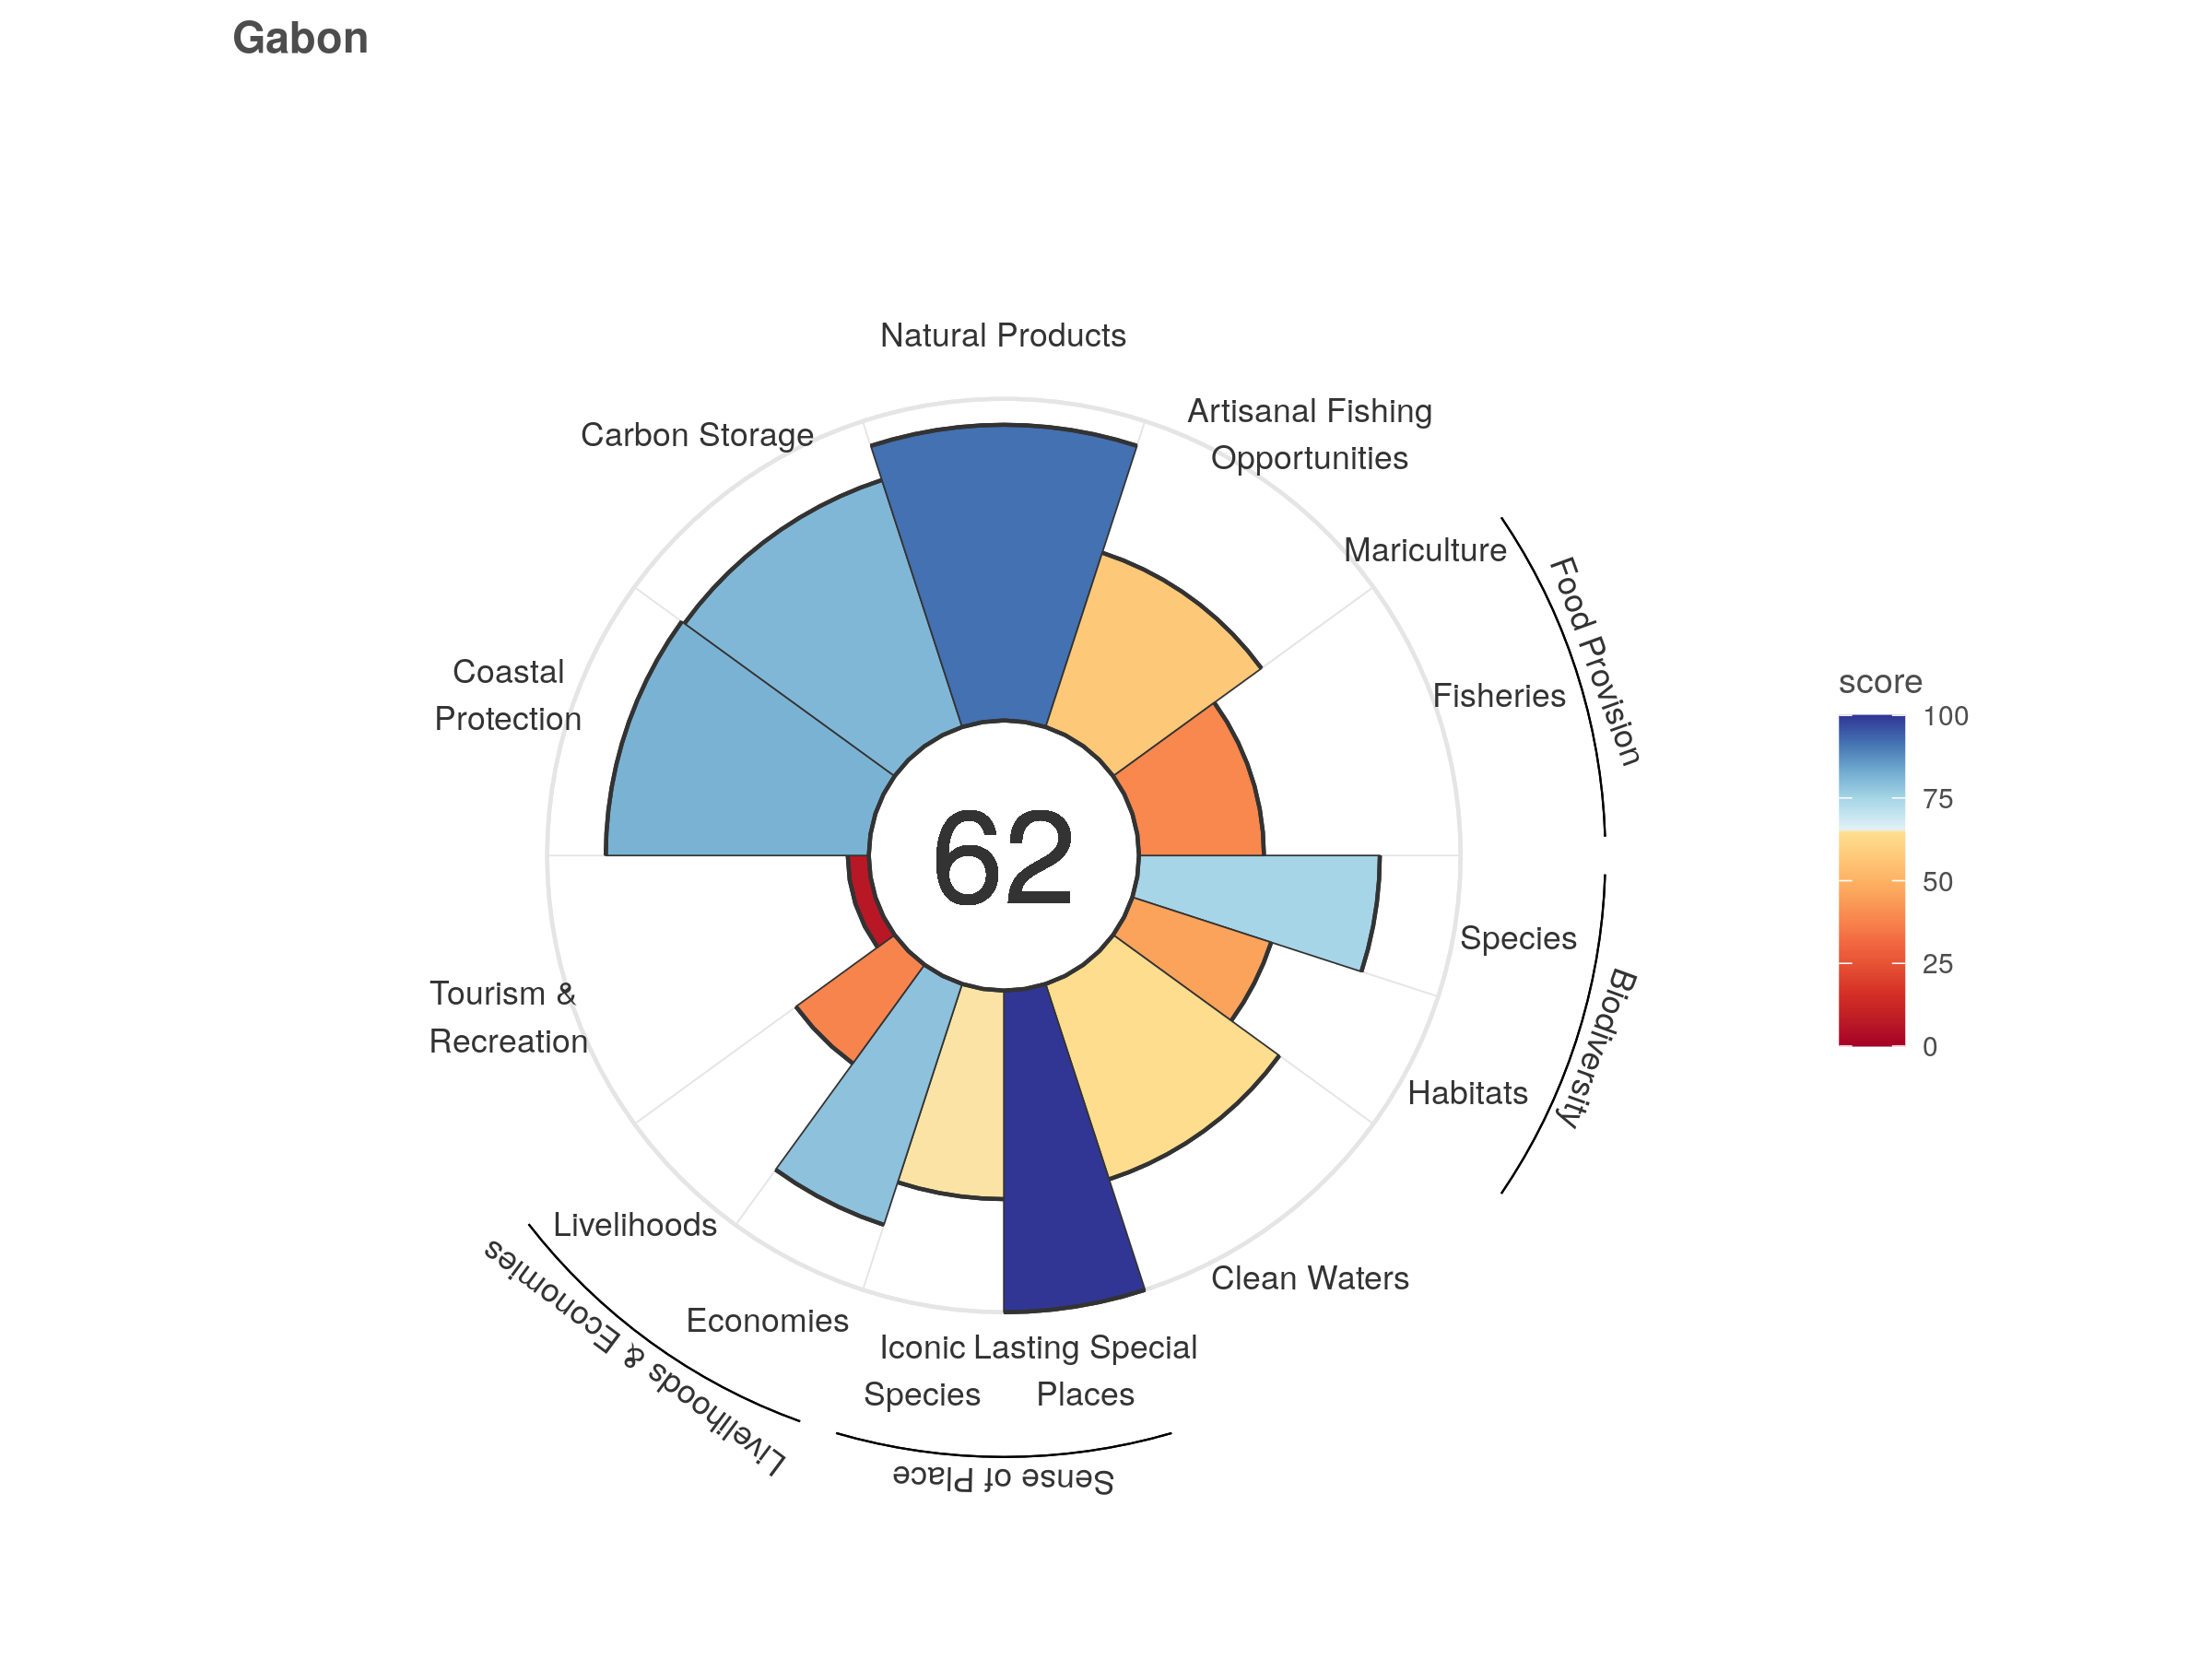 Gabon
Natural Products
Artisanal Fishing
Opportunities
Carbon Storage
Mariculture
Food Provision
Fisheries
Coastal
Protection
62
score
100
75
50
25
0
Species
Biodiversity
Habitats
Tourism &
Recreation
Livelihoods
Livelihoods & Economies
Economies
Clean Waters
Iconic
Species
Lasting Special
Places
Sense of Place